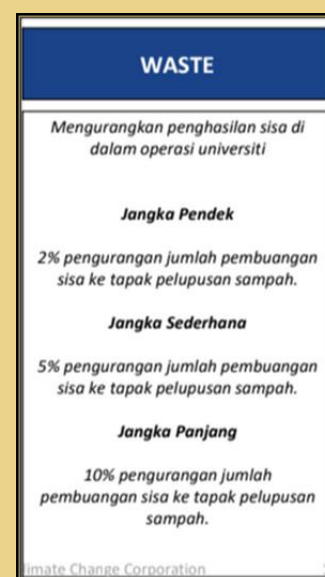 WASTE
Mengurangkan penghasilan sisa di
dalam operasi universiti
Jangka Pendek
2% pengurangan jumlah pembuangan
sisa ke tapak pelupusan sampah.
Jangka Sederhana
5% pengurangan jumlah pembuangan
sisa ke tapak pelupusan sampah.
Jangka Panjang
10% pengurangan jumlah
pembuangan sisa ke tapak pelupusan
sampah.
limate Change Corporation